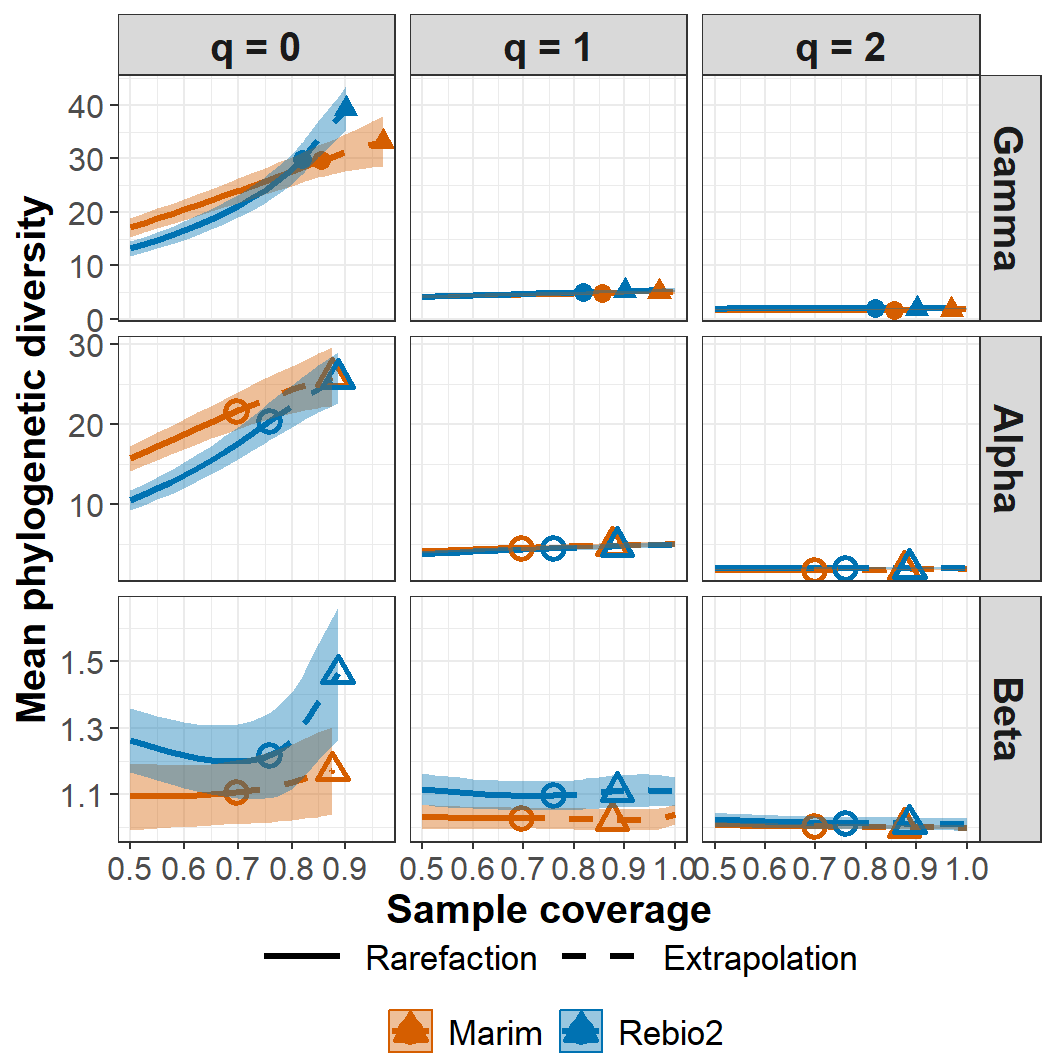 q = 0 q = 1 q = 2
Mean phylogenetic diversity
40
30
20
10
0
Gamma
30
20
10
Alpha
1.5
1.3
1.1
Beta
0.5 0.6 0.7 0.8 0.9 0.5 0.6 0.7 0.8 0.9 1.0 0.5 0.6 0.7 0.8 0.9 1.0
Sample coverage
Rarefaction Extrapolation
Marim Rebio2